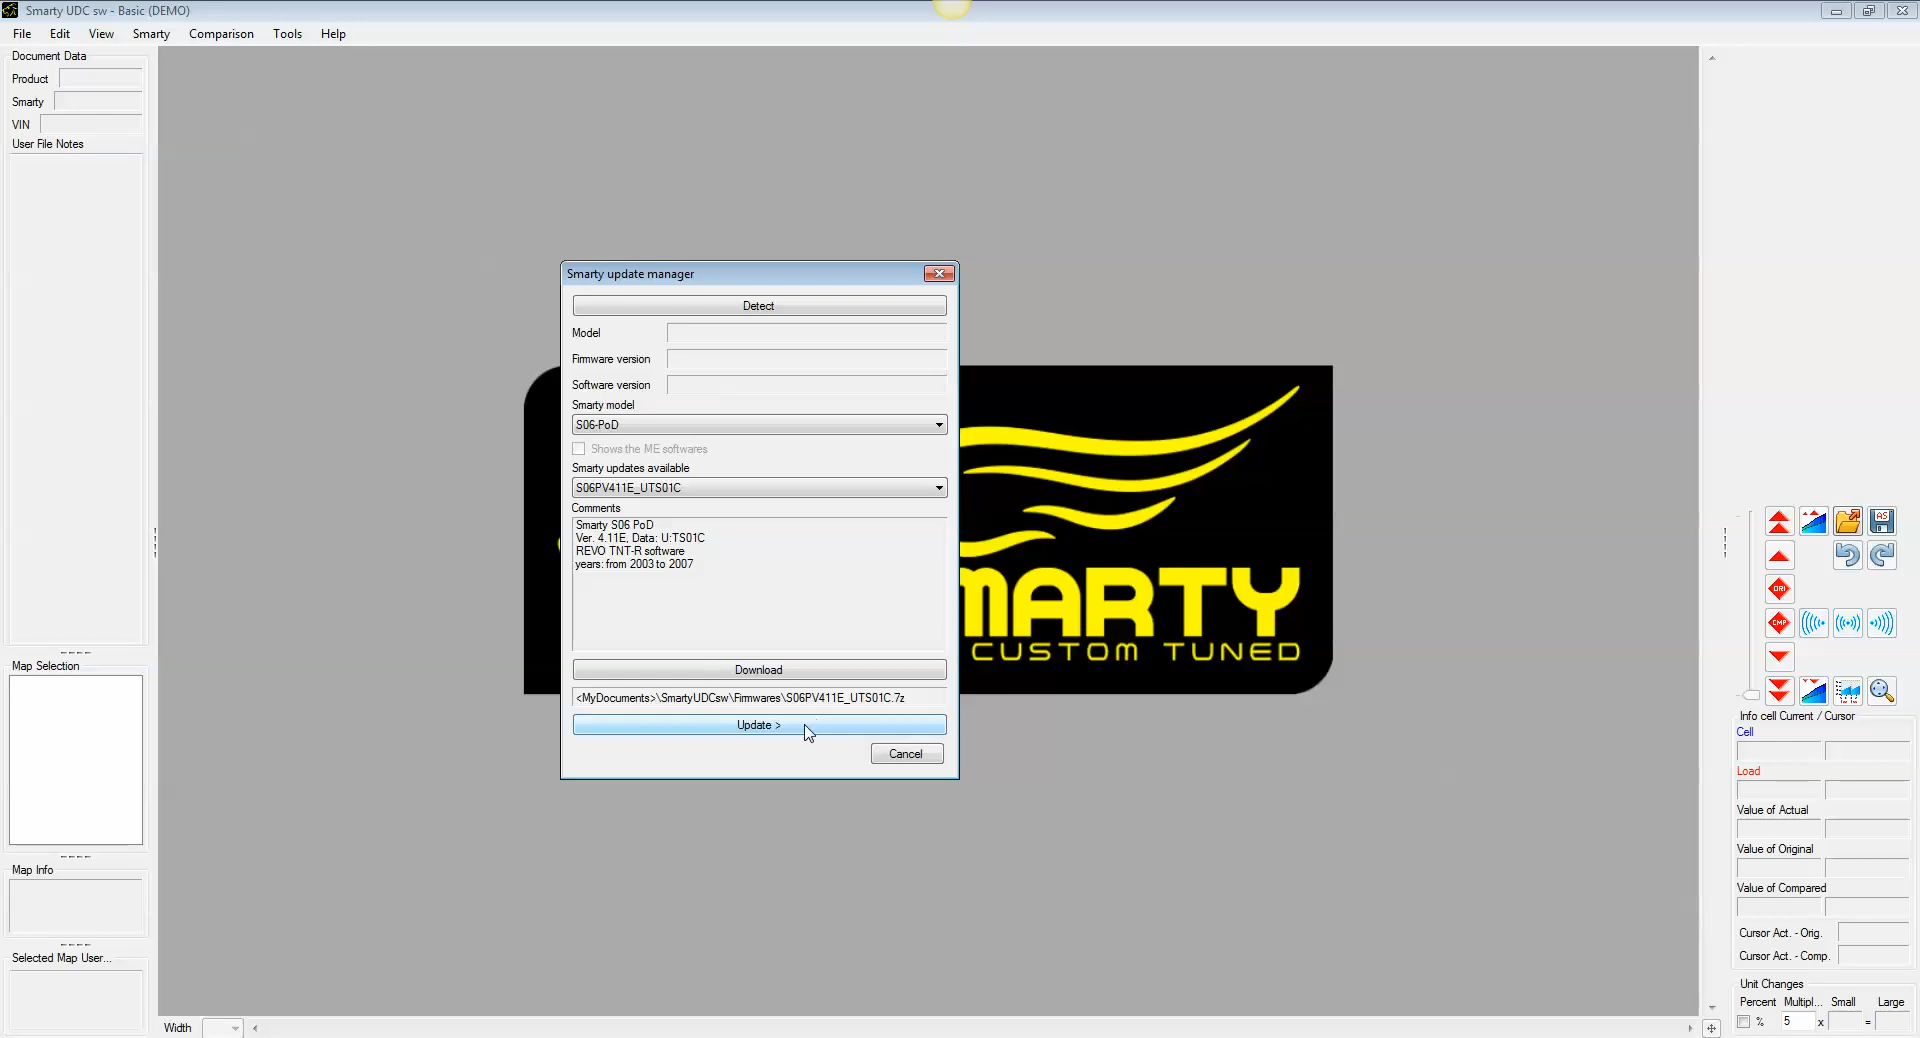 Smarty UDC sw - Basic (DEMO)
File Edit View Smarty Comparison Tools Help
Document Data
Product
Smarty
VIN
User File Notes
Map Selection
Map Info
Selected Map User...
Width
Smarty update manager
Detect
Model
Firmware version
Software version
Smarty model
S06-PoD
Shows the ME softwares
Smarty updates available
S06PV411E_UTS01C
Comments
Smarty S06 PoD
Ver. 4.11E, Data: U:TS01C
REVO TNT-R software
years: from 2003 to 2007
Download
<MyDocuments>\SmartyUDCsw\Firmwares\S06PV411E_UTS01C.7z
Update >
Cancel
MARTY
CUSTOM TUNED
AS
ORI
CMP
Info cell Current / Cursor
Cell
Load
Value of Actual
Value of Original
Value of Compared
Cursor Act. - Orig.
Cursor Act. - Comp.
Unit Changes
Percent Multipl... Small Large
% 5 x =